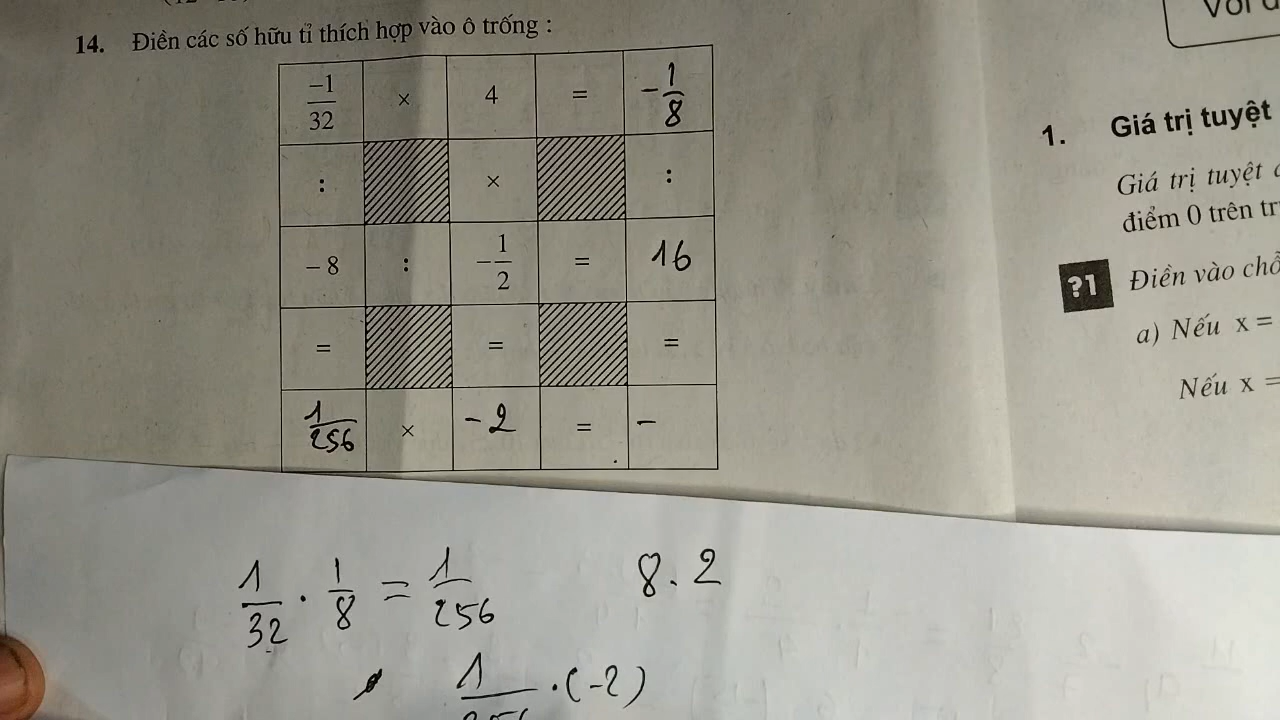 14. Điền các số hữu tỉ thích hợp vào ô trống :
-1/32 × 4 = -1/8
: × :
-8 : -1/2 = 16
= = =
1/256 × -2 = -
1/32 . 1/8 = 1/256
8.2
1/256 .(-2)
1. Giá trị tuyệt
Giá trị tuyệt
điểm 0 trên
?1 Điền vào chỗ
a) Nếu x =
Nếu x =